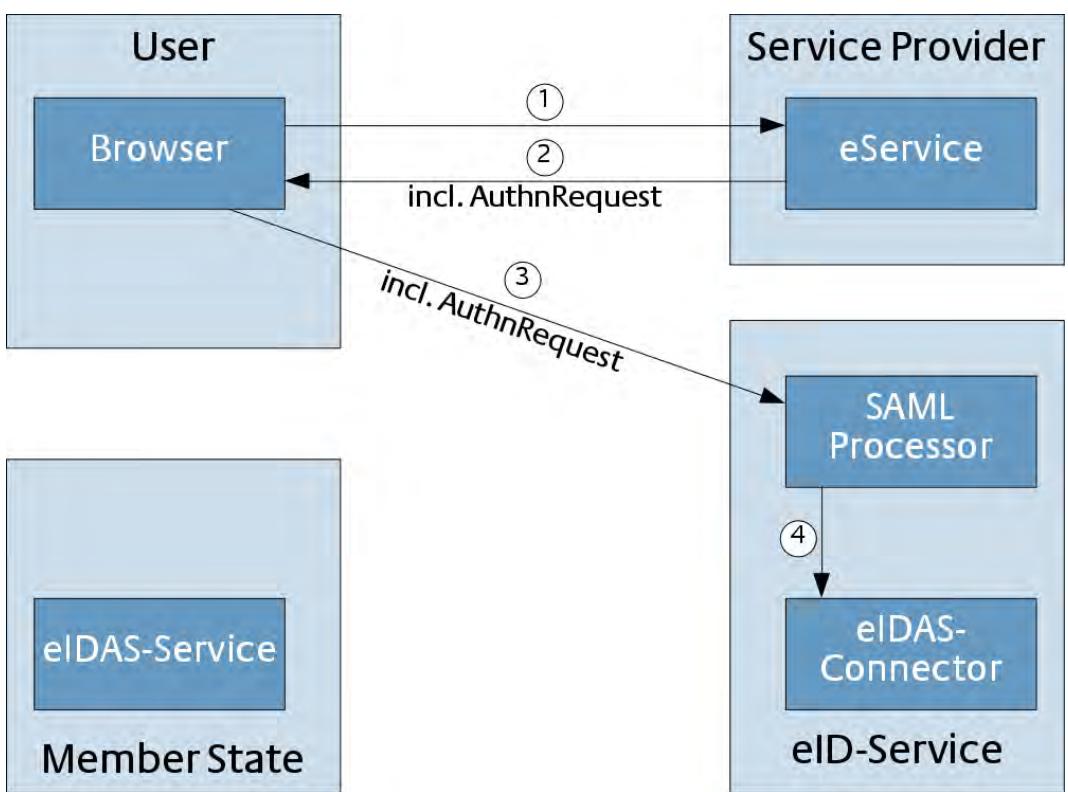 User
Service Provider
Browser
eService
1
2
incl. AuthnRequest
3
incl. AuthnRequest
SAML
Processor
4
eIDAS-Service
eIDAS-
Connector
Member State
eID-Service